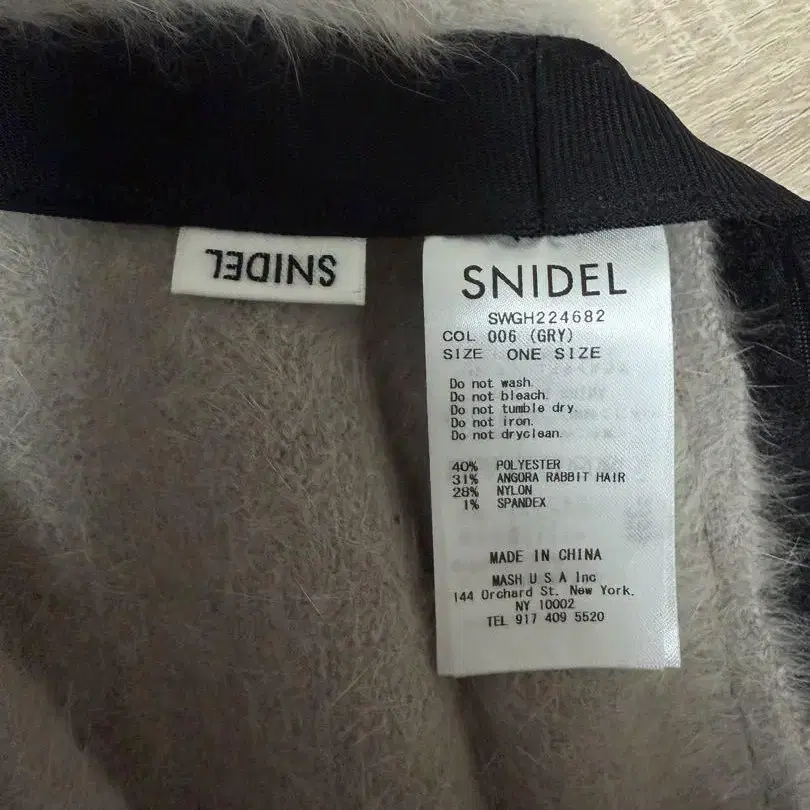 SNIDEL
SNIDEL
SWGH224682
COL 006 (GRY)
SIZE ONE SIZE
Do not wash.
Do not bleach.
Do not tumble dry.
Do not iron.
Do not dryclean.
40% POLYESTER
31% ANGORA RABBIT HAIR
28% NYLON
1% SPANDEX
MADE IN CHINA
MASH U S A Inc
144 Orchard St. New York.
NY 10002
TEL 917 409 5520